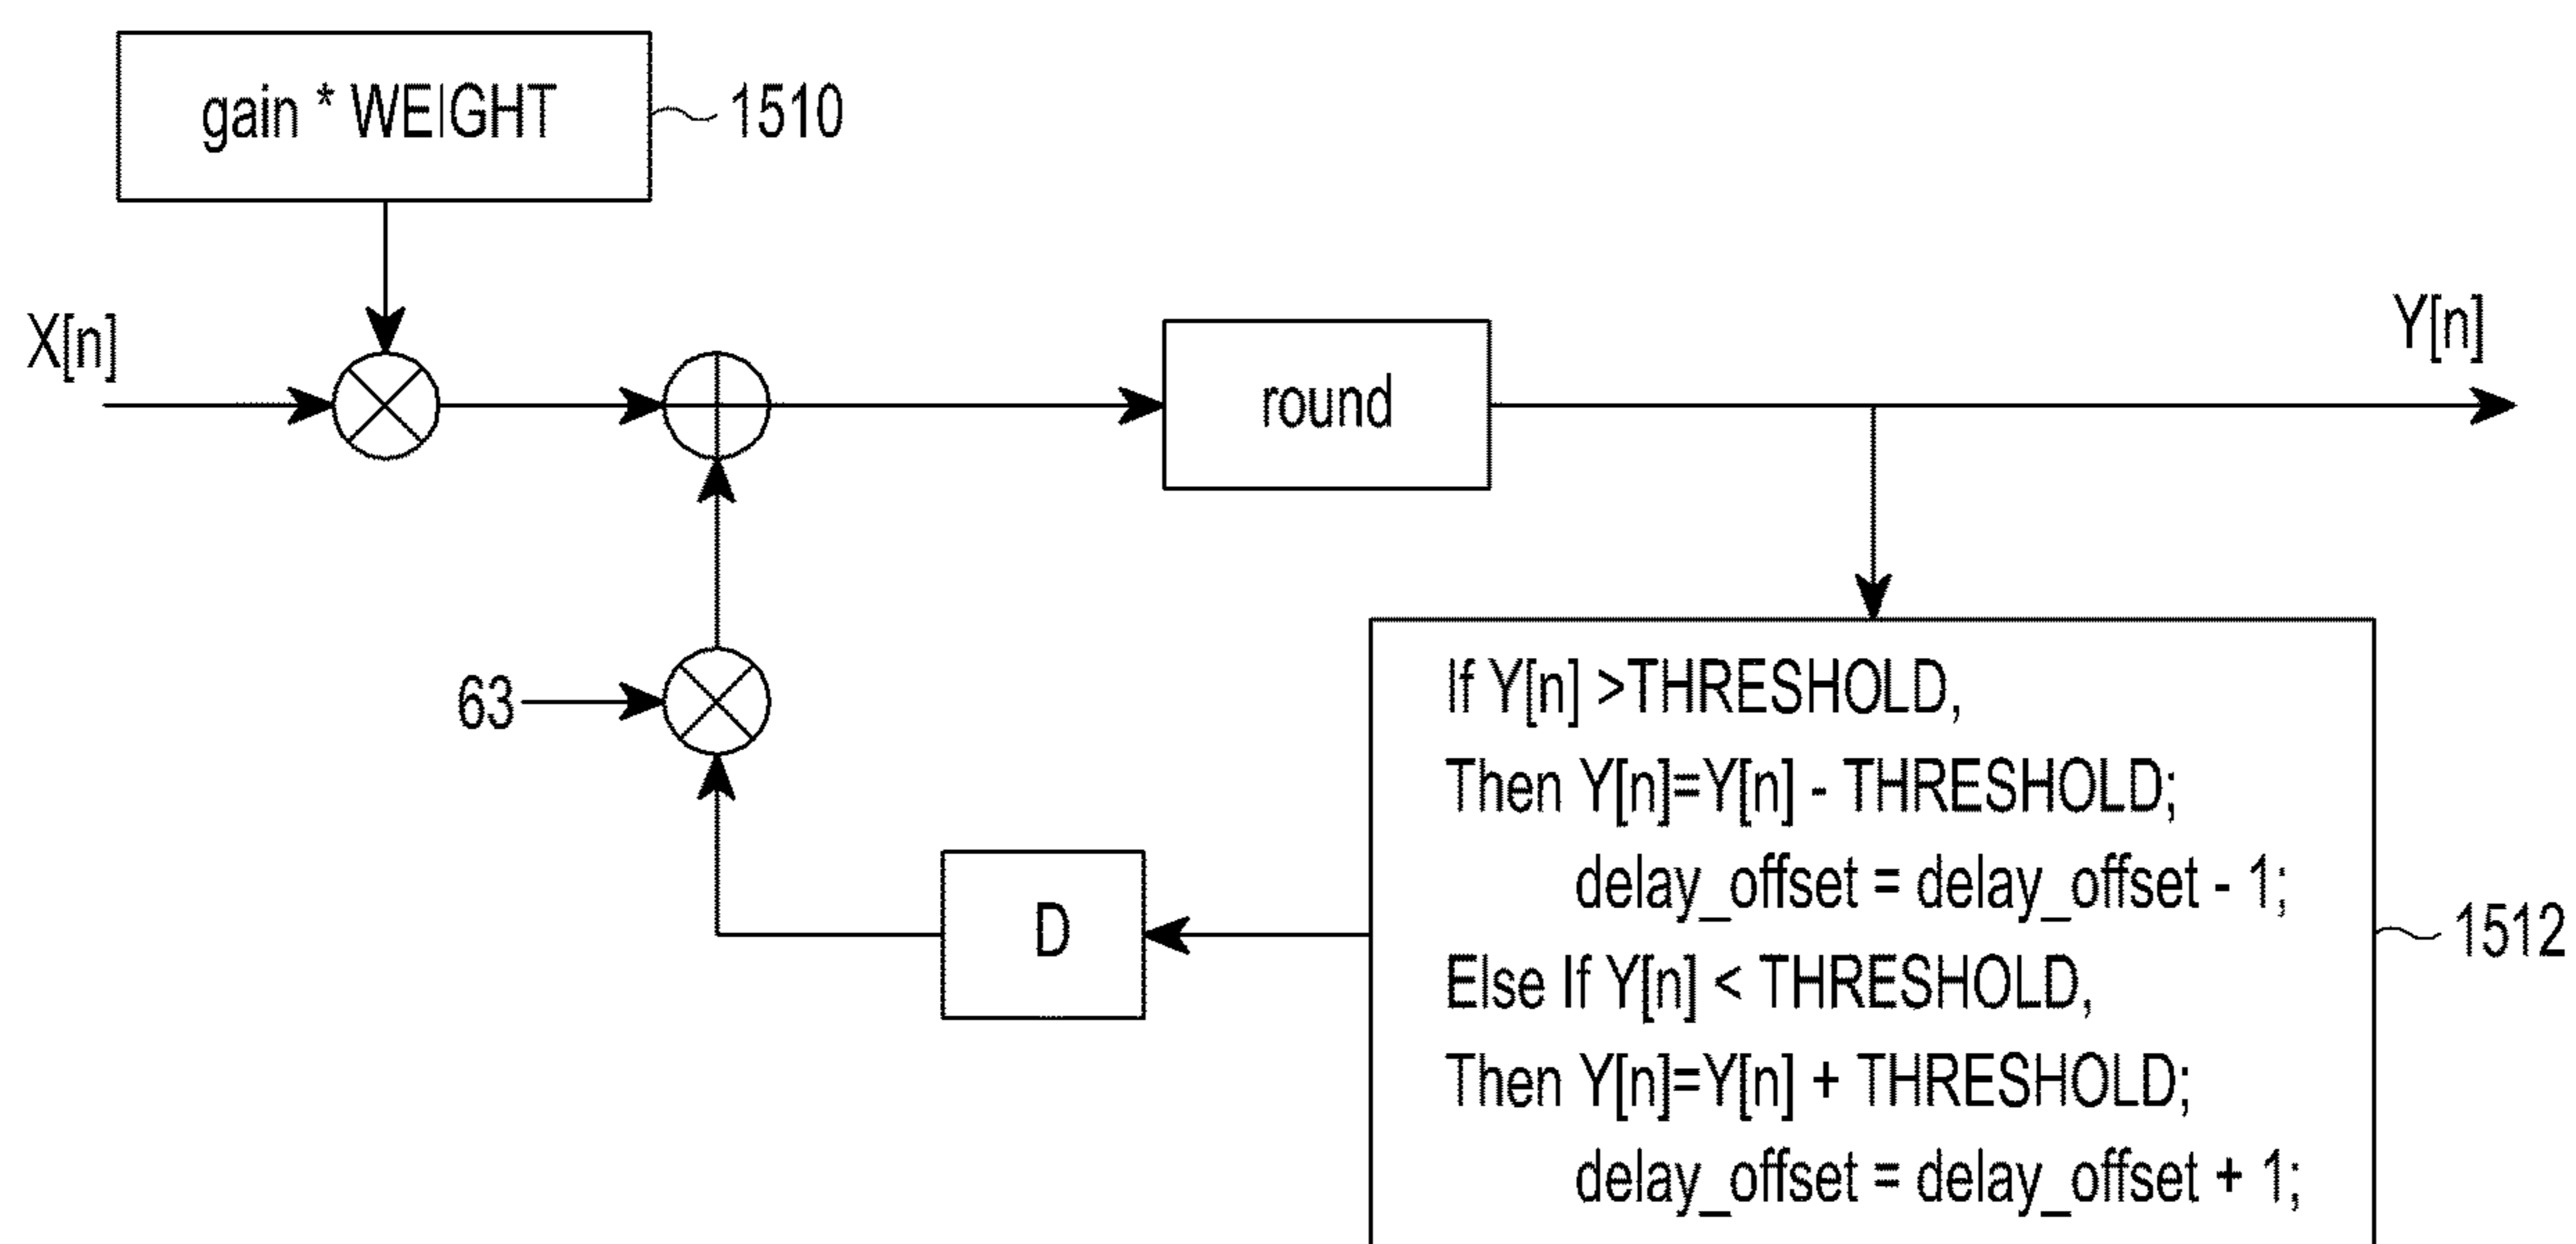 gain * WEIGHT
1510
X[n]
Y[n]
round
63
D
If Y[n] >THRESHOLD,
Then Y[n]=Y[n] - THRESHOLD;
delay_offset = delay_offset - 1;
Else If Y[n] < THRESHOLD,
Then Y[n]=Y[n] + THRESHOLD;
delay_offset = delay_offset + 1;
1512